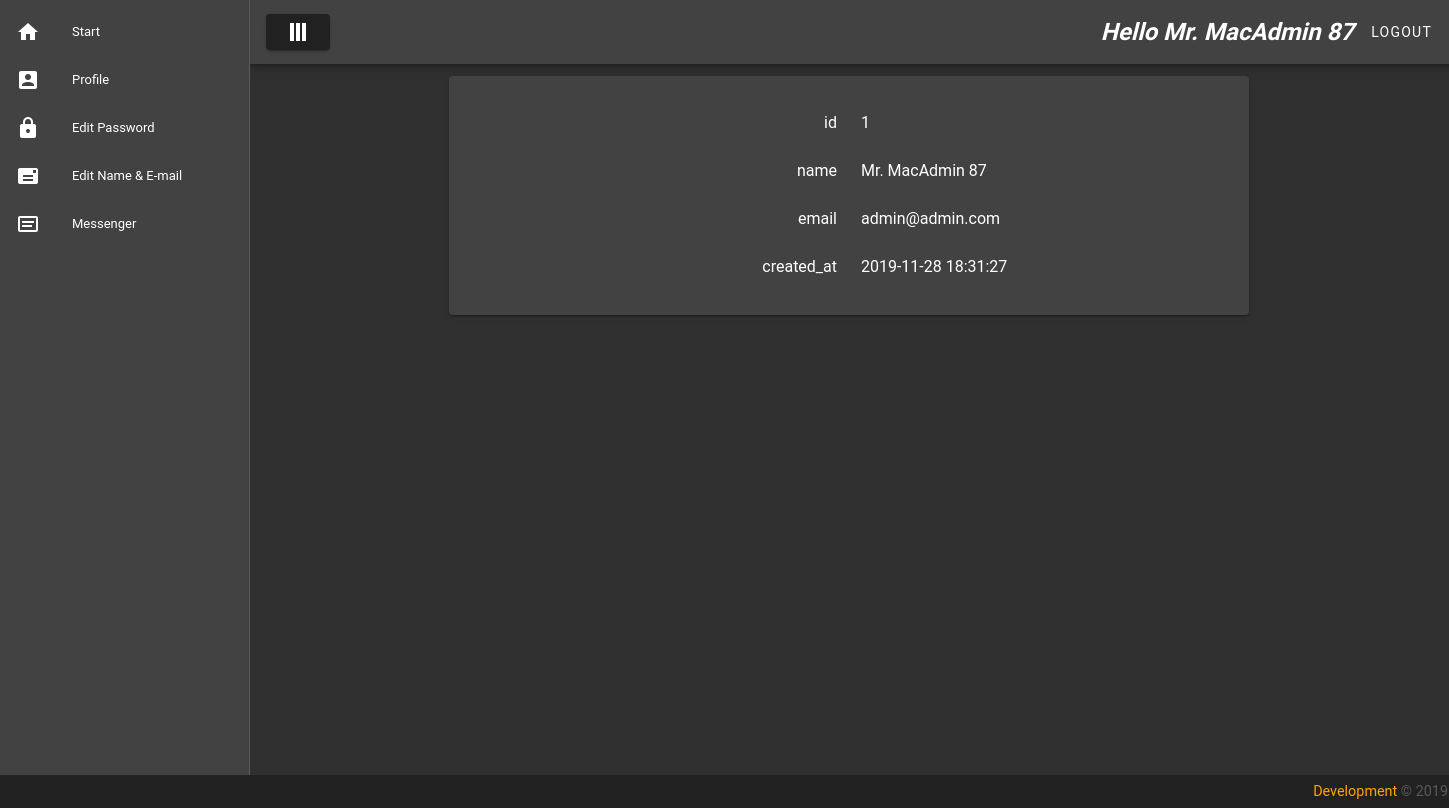 Start
Profile
Edit Password
Edit Name & E-mail
Messenger
Hello Mr. MacAdmin 87 LOGOUT
id 1
name Mr. MacAdmin 87
email admin@admin.com
created_at 2019-11-28 18:31:27
Development © 2019